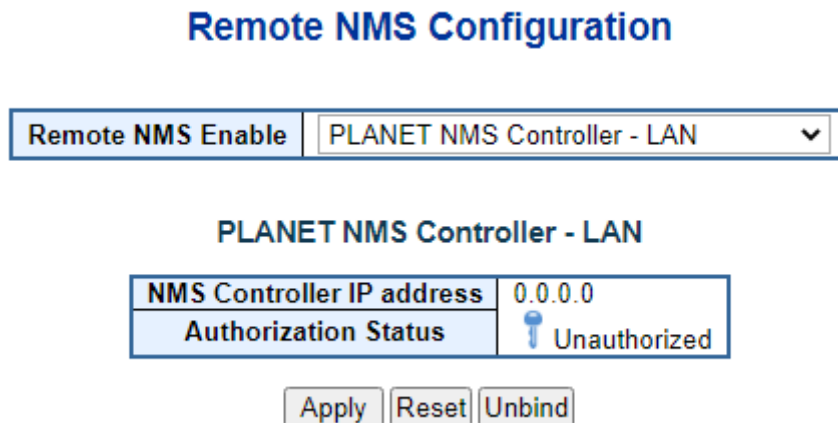 Remote NMS Configuration
Remote NMS Enable PLANET NMS Controller - LAN
PLANET NMS Controller - LAN
NMS Controller IP address 0.0.0.0
Authorization Status Unauthorized
Apply Reset Unbind